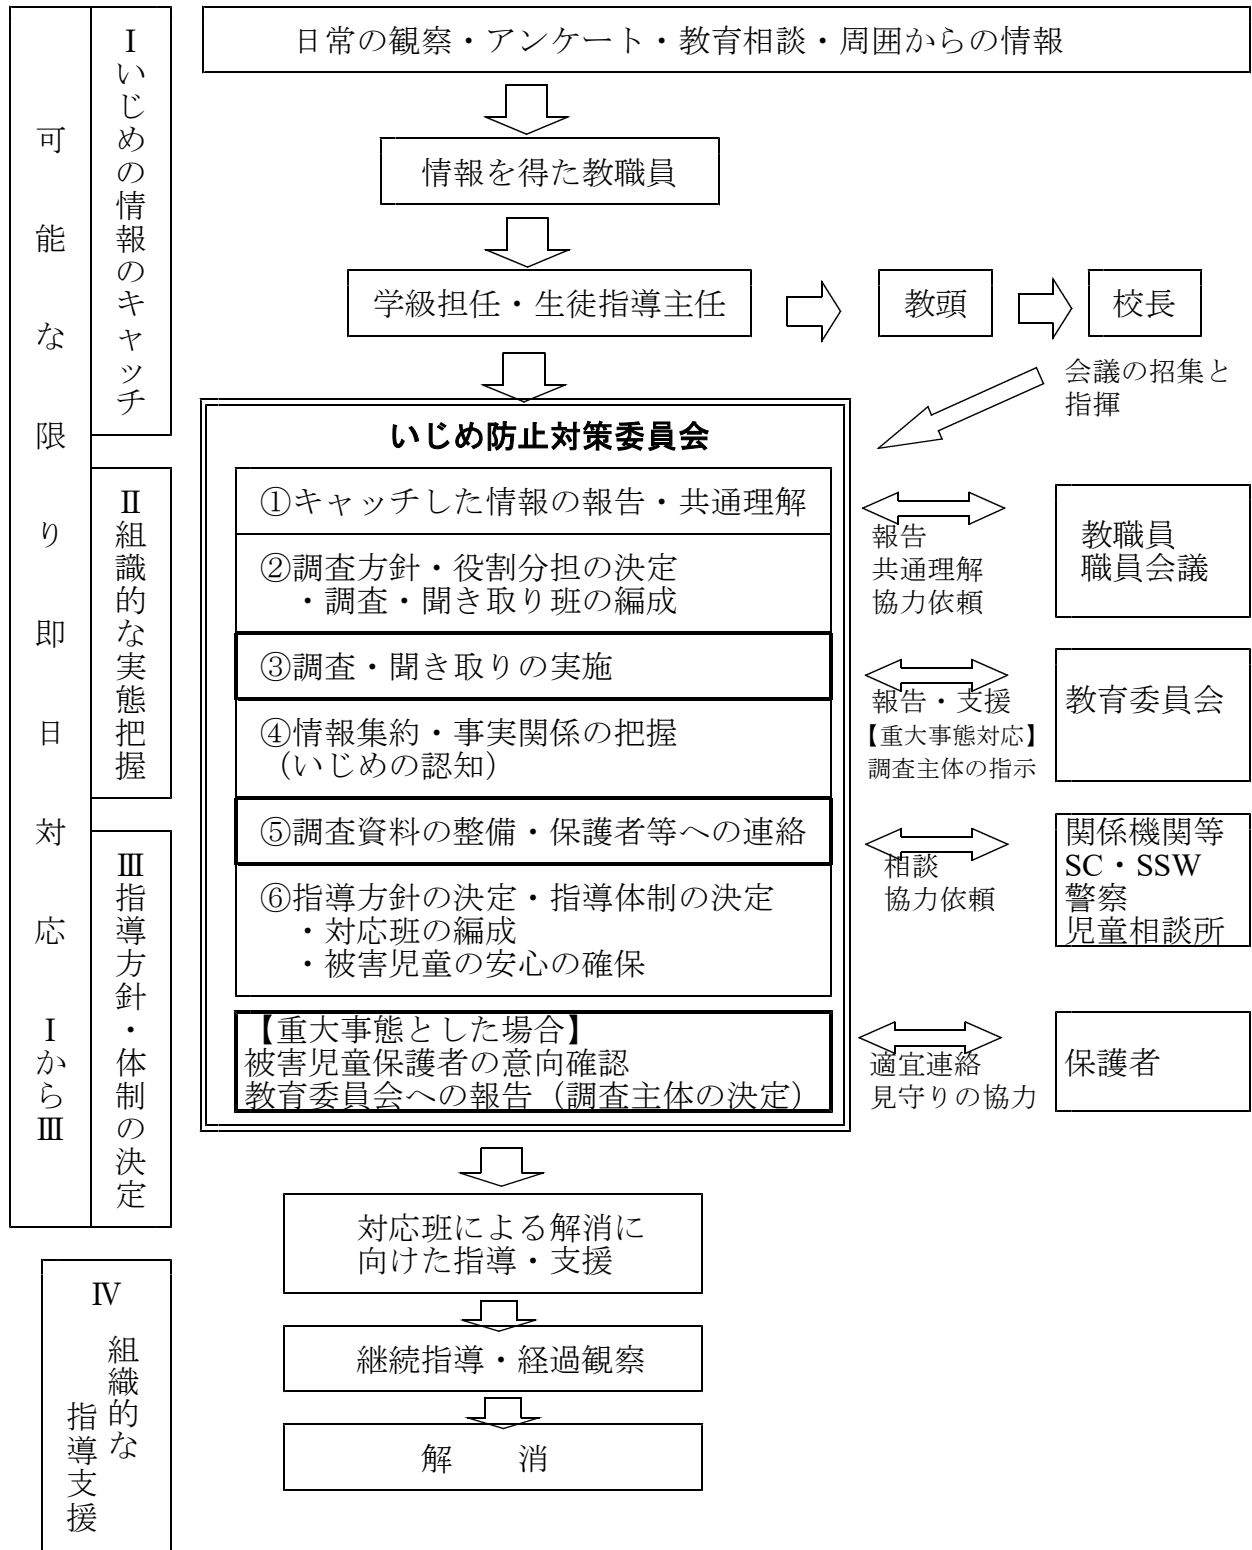 可能な限り即日対応　ⅠからⅢ
Ⅰいじめの情報のキャッチ
日常の観察・アンケート・教育相談・周囲からの情報
情報を得た教職員
学級担任・生徒指導主任
教頭
校長
会議の招集と
指揮
いじめ防止対策委員会
Ⅱ組識的な実態把握
①キャッチした情報の報告・共通理解
②調査方針・役割分担の決定
・調査・聞き取り班の編成
③調査・聞き取りの実施
④情報集約・事実関係の把握
（いじめの認知）
⑤調査資料の整備・保護者等への連絡
Ⅲ指導方針・体制の決定
⑥指導方針の決定・指導体制の決定
・対応班の編成
・被害児童の安心の確保
【重大事態とした場合】
被害児童保護者の意向確認
教育委員会への報告（調査主体の決定）
報告
共通理解
協力依頼
教職員
職員会議
報告・支援
【重大事態対応】
調査主体の指示
教育委員会
相談
協力依頼
関係機関等
SC・SSW
警察
児童相談所
適宜連絡
見守りの協力
保護者
対応班による解消に
向けた指導・支援
継続指導・経過観察
解　消
Ⅳ
組織的な
指導支援